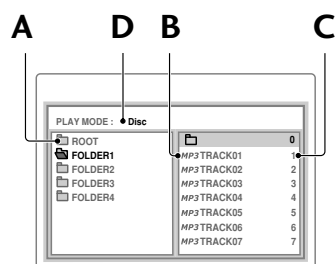 A D B C
PLAY MODE : Disc
ROOT
FOLDER1
FOLDER2
FOLDER3
FOLDER4
0
MP3 TRACK01 1
MP3 TRACK02 2
MP3 TRACK03 3
MP3 TRACK04 4
MP3 TRACK05 5
MP3 TRACK06 6
MP3 TRACK07 7